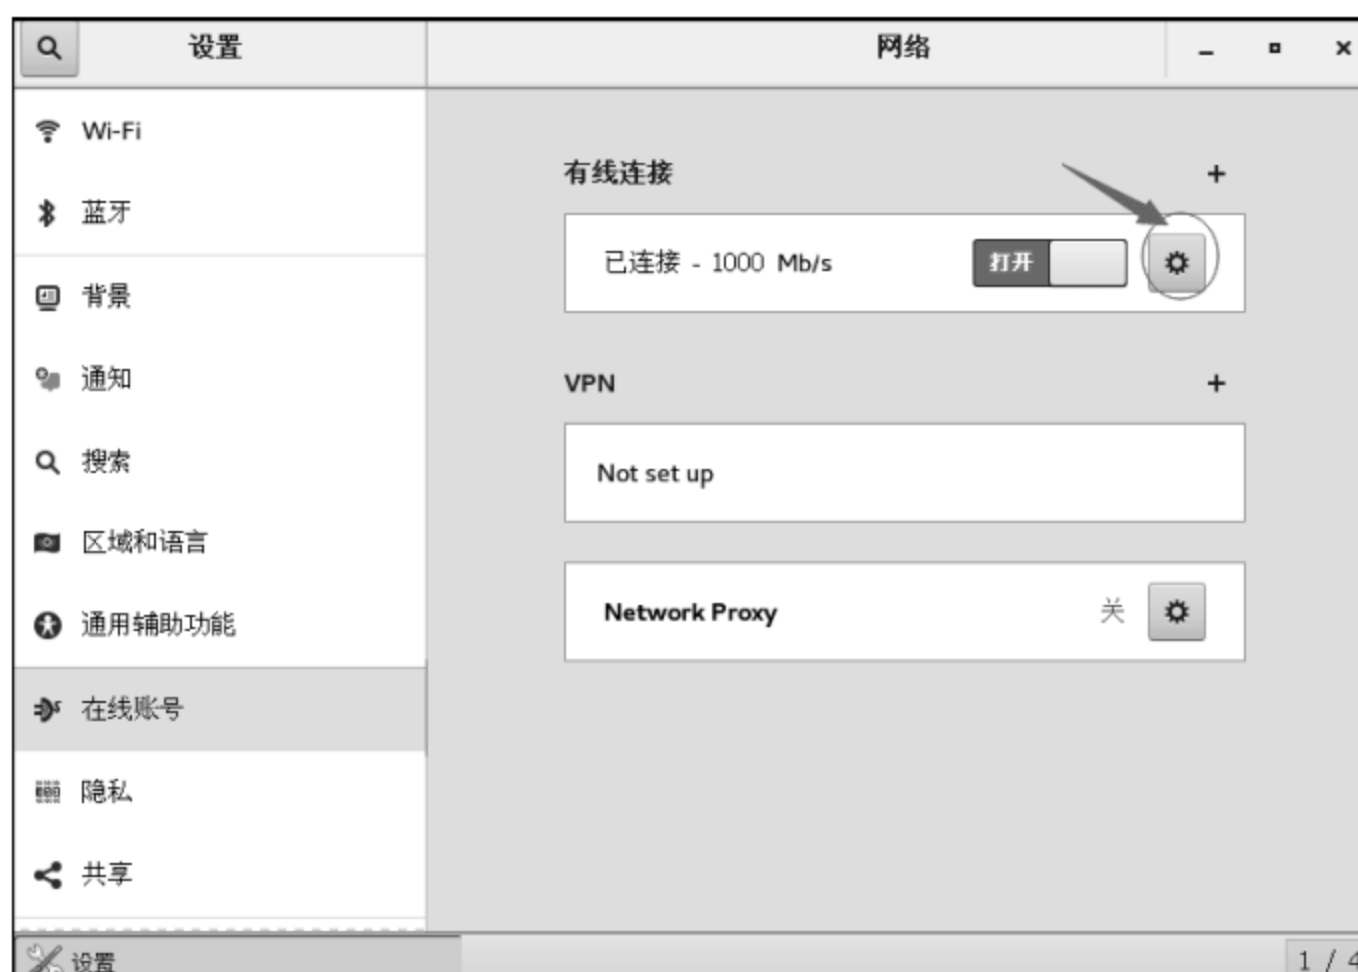 设置
网络
Wi-Fi
蓝牙
背景
通知
搜索
区域和语言
通用辅助功能
在线账号
隐私
共享
有线连接
已连接 - 1000 Mb/s
打开
VPN
Not set up
Network Proxy
关
设置
1 / 4